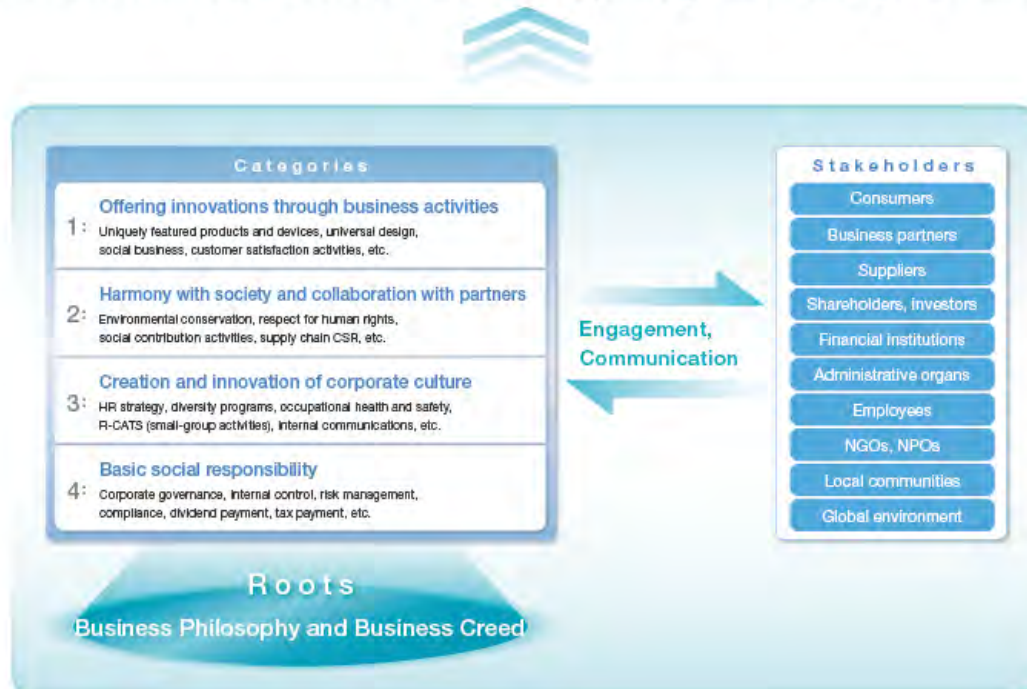 Categories
1: Offering innovations through business activities
Uniquely featured products and devices, universal design,
social business, customer satisfaction activities, etc.
2: Harmony with society and collaboration with partners
Environmental conservation, respect for human rights,
social contribution activities, supply chain CSR, etc.
3: Creation and innovation of corporate culture
HR strategy, diversity programs, occupational health and safety,
R-CATS (small-group activities), internal communications, etc.
4: Basic social responsibility
Corporate governance, internal control, risk management,
compliance, dividend payment, tax payment, etc.
Engagement,
Communication
Stakeholders
Consumers
Business partners
Suppliers
Shareholders, investors
Financial institutions
Administrative organs
Employees
NGOs, NPOs
Local communities
Global environment
Roots
Business Philosophy and Business Creed